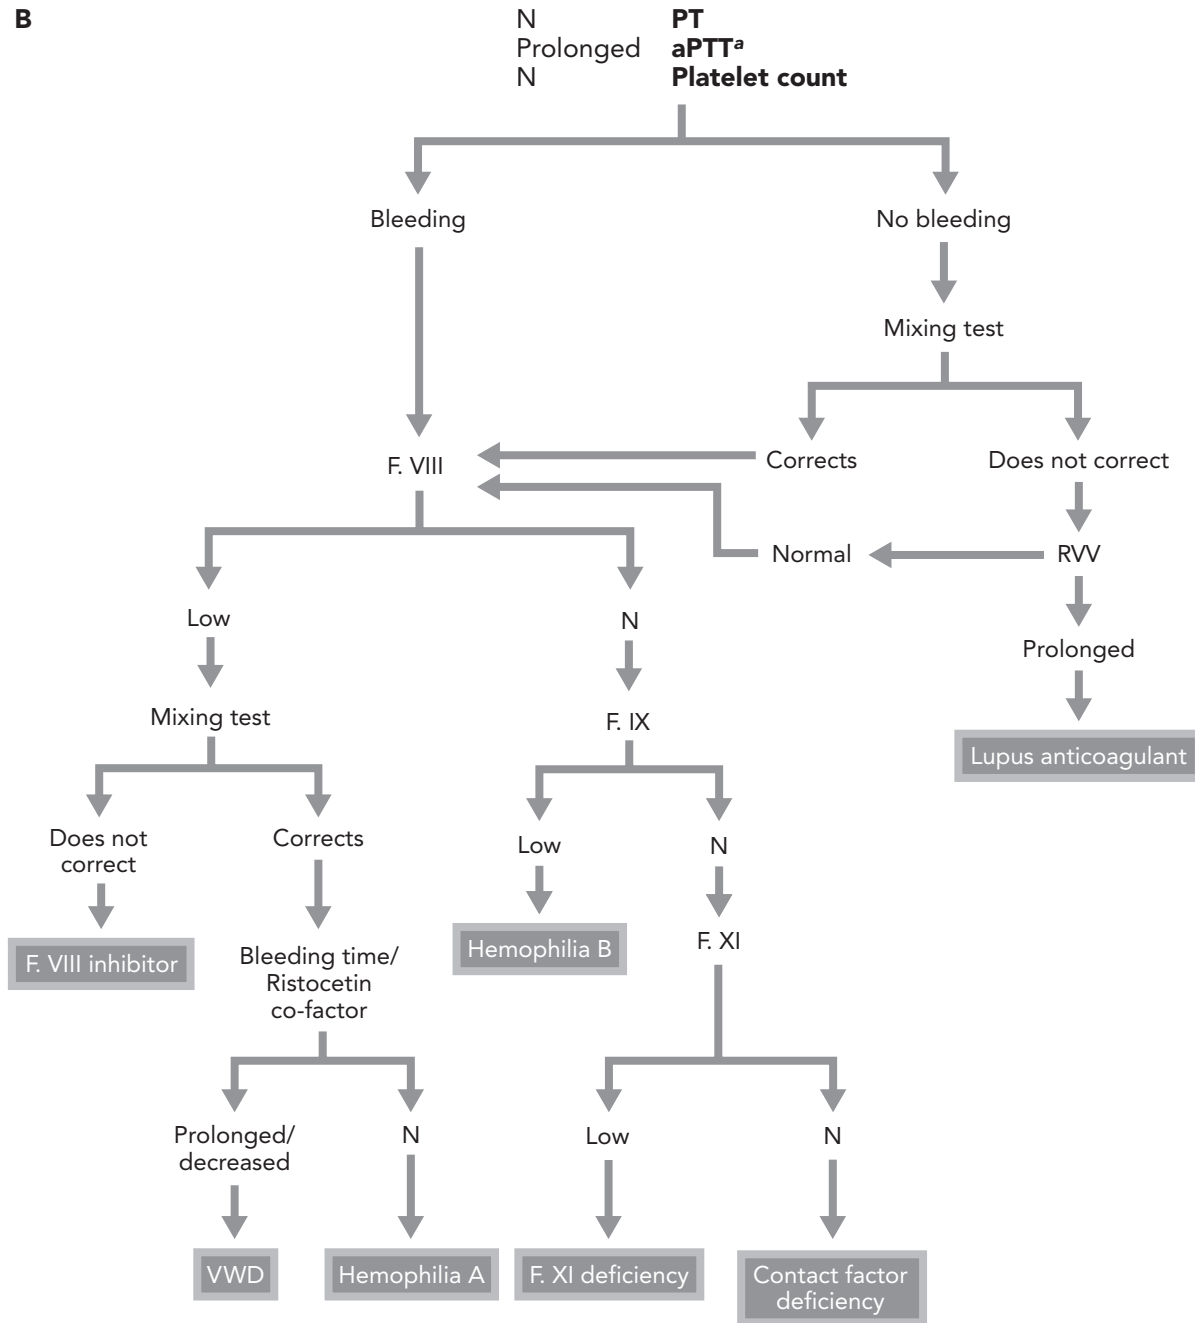 B
N PT
Prolonged aPTTa
N Platelet count
Bleeding
No bleeding
Mixing test
F. VIII
Corrects
Does not correct
Normal
RVV
Low
N
Prolonged
Mixing test
F. IX
Lupus anticoagulant
Does not
correct
Corrects
Low
N
F. VIII inhibitor
Bleeding time/
Ristocetin
co-factor
Hemophilia B
F. XI
Prolonged/
decreased
N
Low
N
VWD
Hemophilia A
F. XI deficiency
Contact factor
deficiency